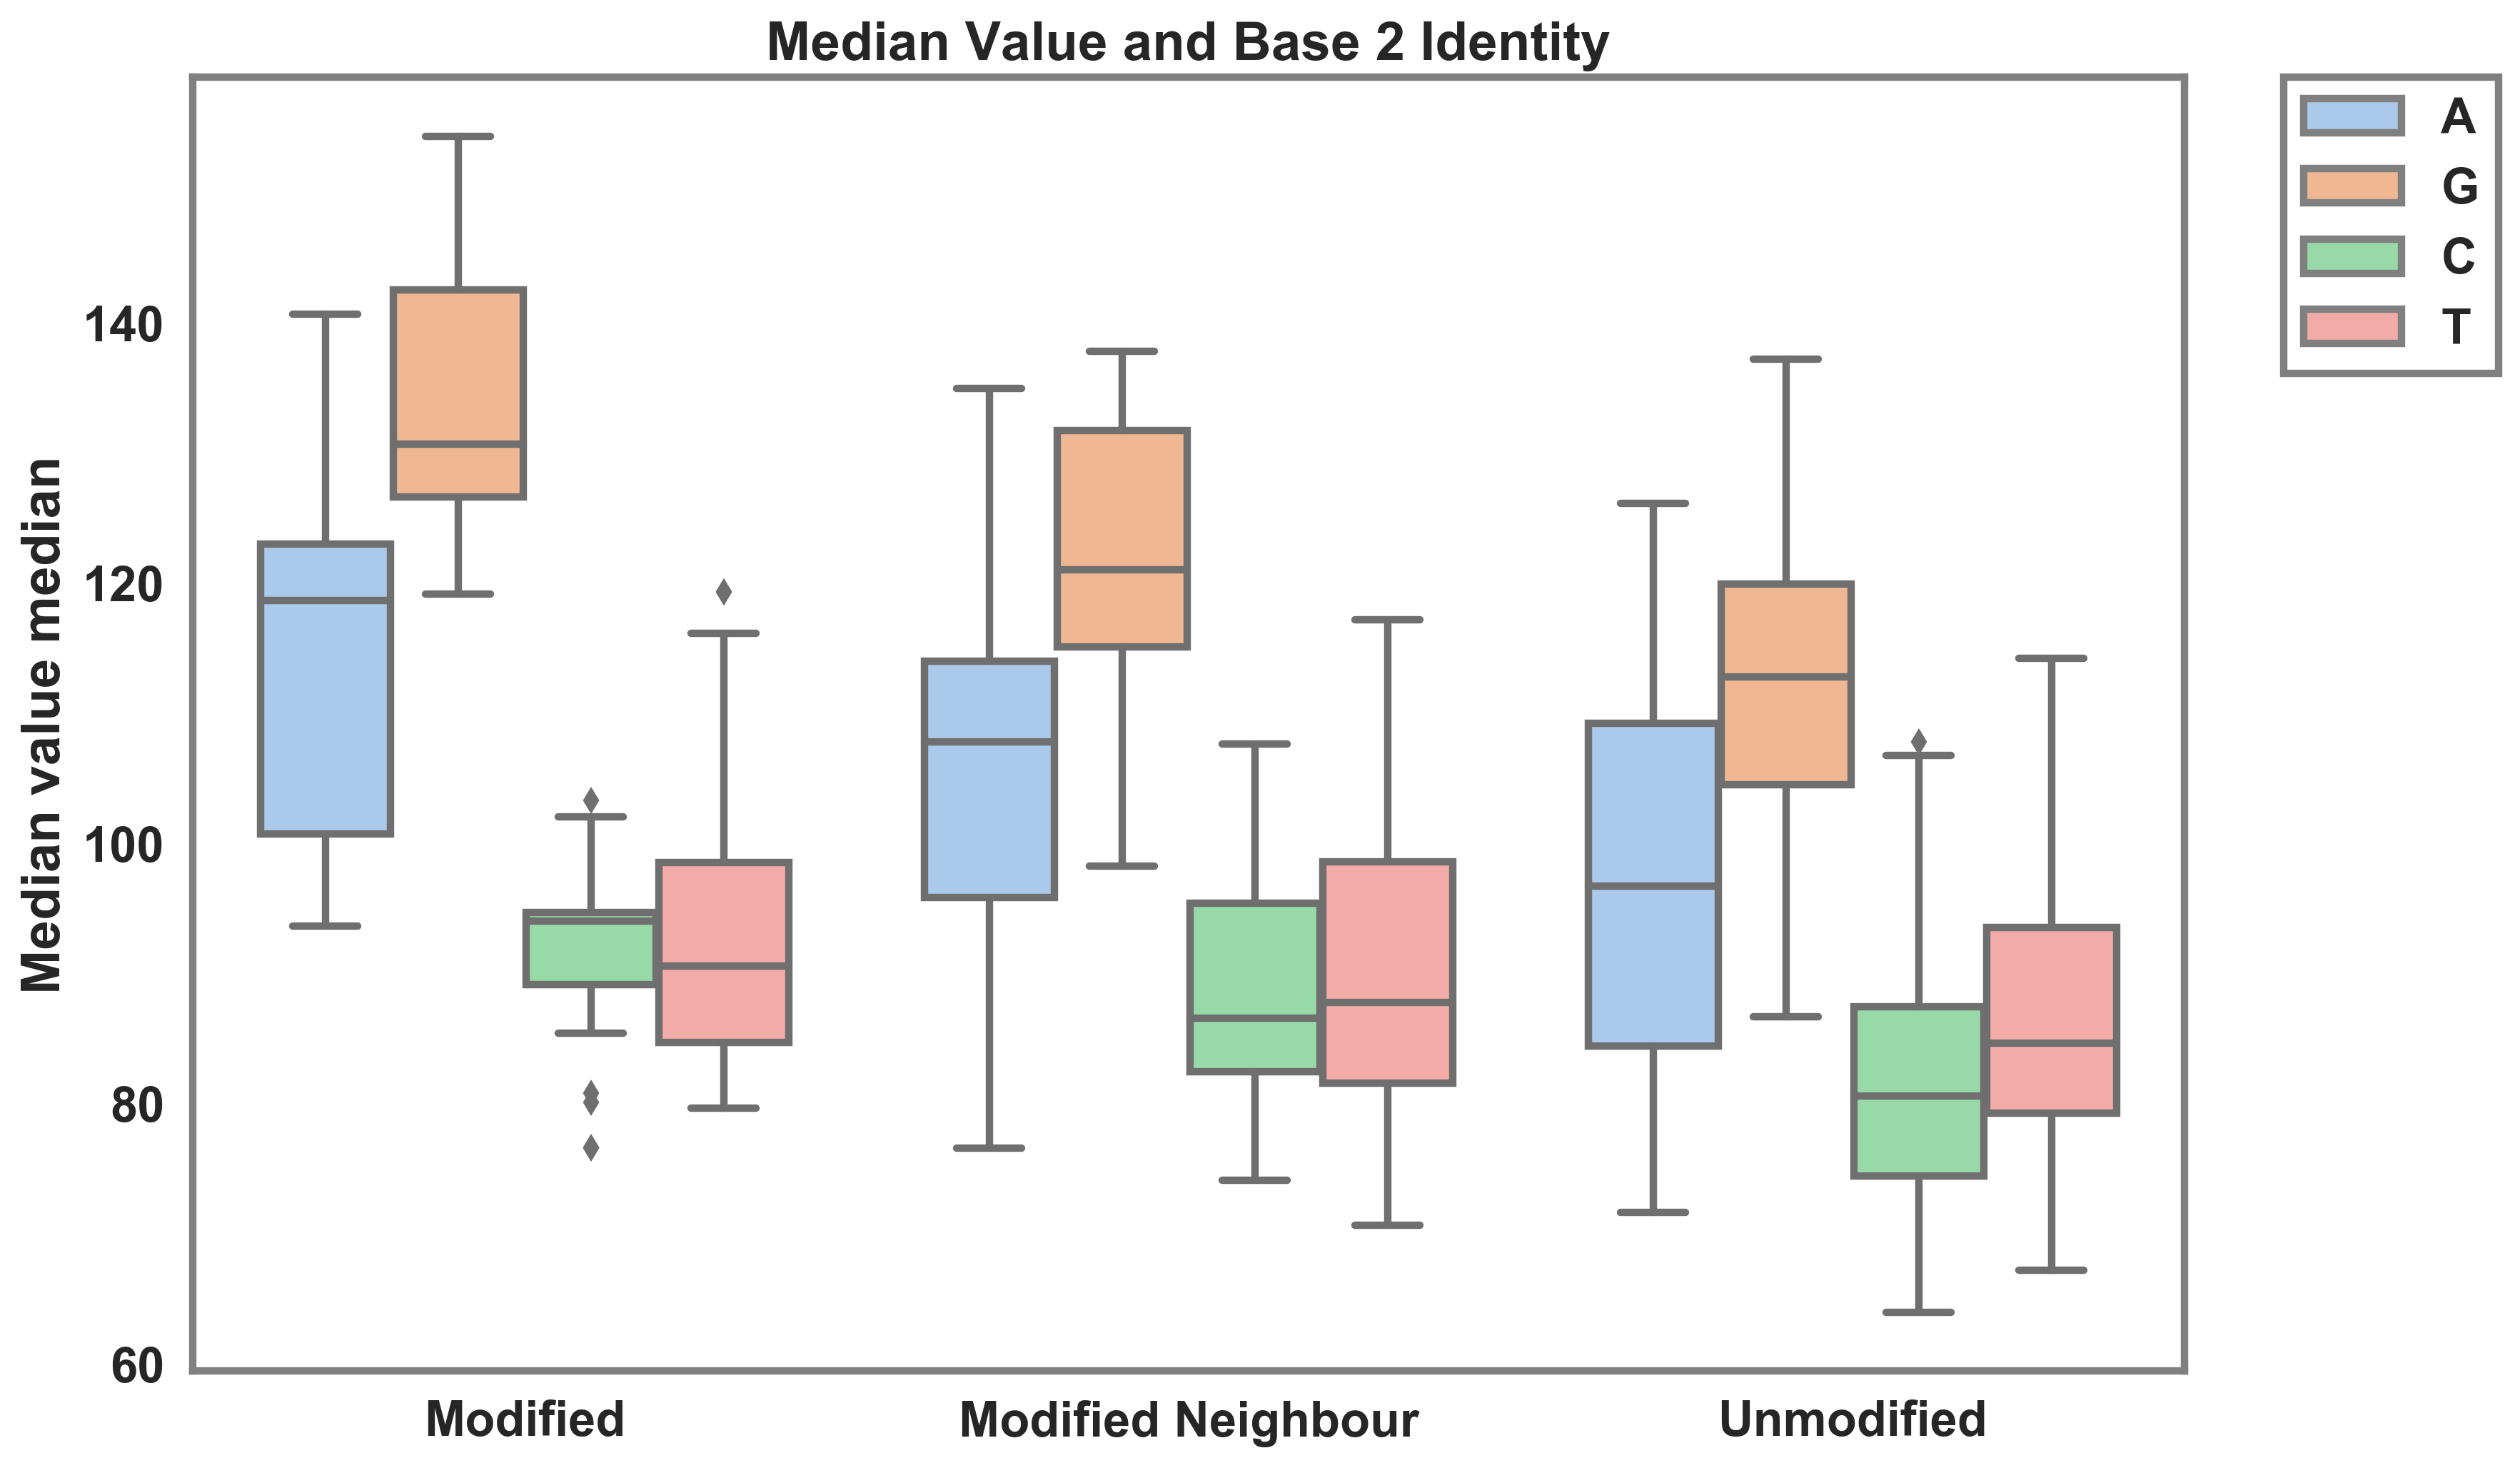 Median Value and Base 2 Identity
A
G
C
T
Median value median
140
120
100
80
60
Modified
Modified Neighbour
Unmodified